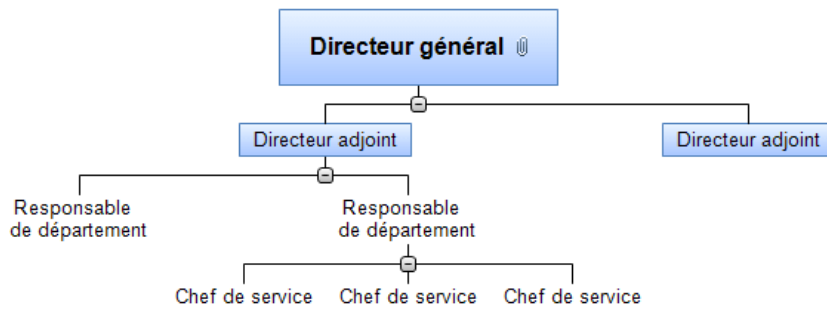 Directeur général
Directeur adjoint
Directeur adjoint
Responsable
de département
Responsable
de département
Chef de service
Chef de service
Chef de service